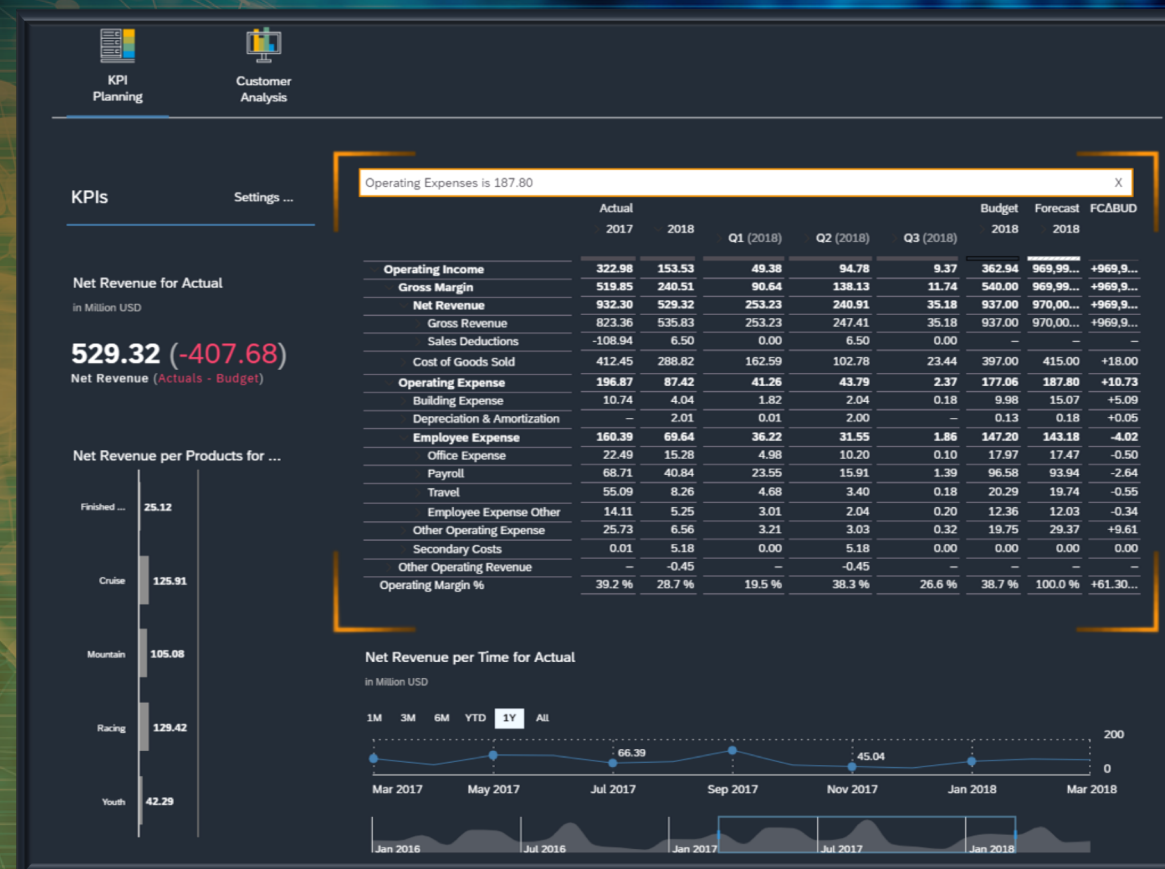 KPI
Planning
Customer
Analysis
KPIs
Settings ...
Net Revenue for Actual
in Million USD
529.32 (-407.68)
Net Revenue (Actuals - Budget)
Net Revenue per Products for ...
Finished ... 25.12
Cruise 125.91
Mountain 105.08
Racing 129.42
Youth 42.29
Operating Expenses is 187.80 X
Actual Budget Forecast FC∆BUD
2017 2018 Q1 (2018) Q2 (2018) Q3 (2018) 2018 2018
Operating Income 322.98 153.53 49.38 94.78 9.37 362.94 969,99... +969,9...
Gross Margin 519.85 240.51 90.64 138.13 11.74 540.00 969,99... +969,9...
Net Revenue 932.30 529.32 253.23 240.91 35.18 937.00 970,00... +969,9...
Gross Revenue 823.36 535.83 253.23 247.41 35.18 937.00 970,00... +969,9...
Sales Deductions -108.94 6.50 0.00 6.50 0.00 – – –
Cost of Goods Sold 412.45 288.82 162.59 102.78 23.44 397.00 415.00 +18.00
Operating Expense 196.87 87.42 41.26 43.79 2.37 177.06 187.80 +10.73
Building Expense 10.74 4.04 1.82 2.04 0.18 9.98 15.07 +5.09
Depreciation & Amortization – 2.01 0.01 2.00 – 0.13 0.18 +0.05
Employee Expense 160.39 69.64 36.22 31.55 1.86 147.20 143.18 -4.02
Office Expense 22.49 15.28 4.98 10.20 0.10 17.97 17.47 -0.50
Payroll 68.71 40.84 23.55 15.91 1.39 96.58 93.94 -2.64
Travel 55.09 8.26 4.68 3.40 0.18 20.29 19.74 -0.55
Employee Expense Other 14.11 5.25 3.01 2.04 0.20 12.36 12.03 -0.34
Other Operating Expense 25.73 6.56 3.21 3.03 0.32 19.75 29.37 +9.61
Secondary Costs 0.01 5.18 0.00 5.18 0.00 0.00 0.00 0.00
Other Operating Revenue – -0.45 – -0.45 – – – –
Operating Margin % 39.2 % 28.7 % 19.5 % 38.3 % 26.6 % 38.7 % 100.0 % +61.30...
Net Revenue per Time for Actual
in Million USD
1M 3M 6M YTD 1Y All
200
66.39 45.04
0
Mar 2017 May 2017 Jul 2017 Sep 2017 Nov 2017 Jan 2018 Mar 2018
Jan 2016 Jul 2016 Jan 2017 Jul 2017 Jan 2018